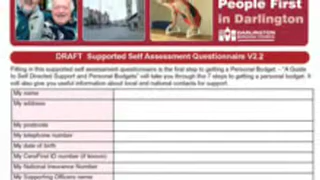 People First
in Darlington
DARLINGTON
DRAFT Supported Self Assessment Questionnaire V2.2
Filling in this supported self assessment questionnaire is the first step to getting a Personal Budget. - "A Guide
to Self Directed Support and Personal Budgets" will take you through the 7 steps to getting a personal budget. It
will also give you useful information about local and national contacts for support.
My name
My address
My postcode
My telephone number
My date of birth
My CareFirst ID number (if known)
My National Insurance Number
My Supporting Officers name